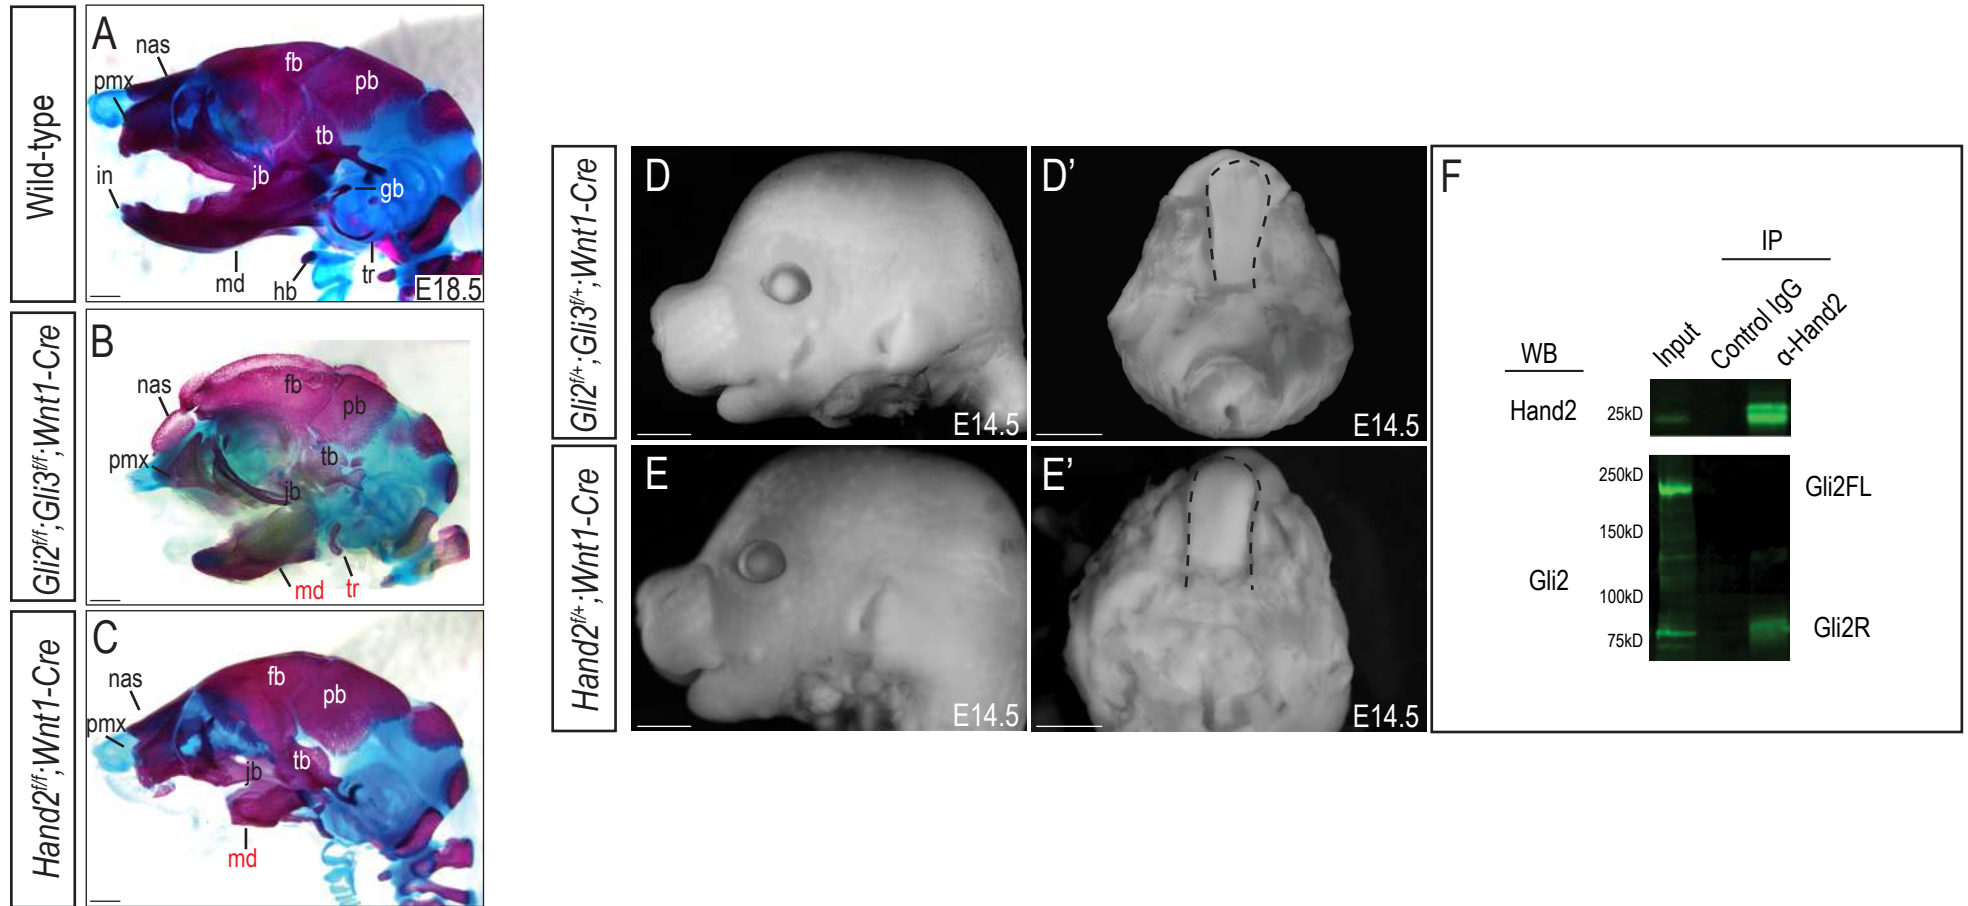 Wild-type
A
nas
pmx
fb
pb
tb
in
jb
gb
md
hb
tr
E18.5
Gli2f/f;Gli3f/f;Wnt1-Cre
B
nas
fb
pb
pmx
tb
jb
md
tr
Hand2f/f;Wnt1-Cre
C
nas
fb
pb
pmx
tb
jb
md
Gli2f/+;Gli3f/+;Wnt1-Cre
D
E14.5
D’
E14.5
Hand2f/+;Wnt1-Cre
E
E14.5
E’
E14.5
F
IP
WB
Input
Control IgG
α-Hand2
Hand2
25kD
250kD
Gli2FL
150kD
Gli2
100kD
Gli2R
75kD